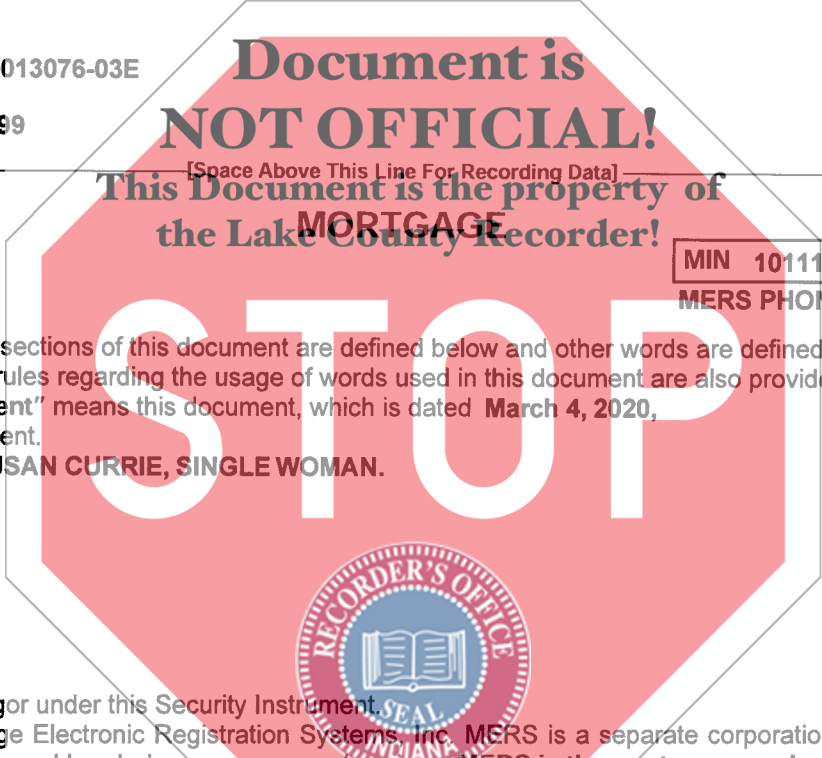 013076-03E
Document is
99
NOT OFFICIAL!
[Space Above This Line For Recording Data]
This Document is the property of
MORTGAGE
the Lake County Recorder!
MIN 10111
MERS PHO
STOP
sections of this document are defined below and other words are defined
ules regarding the usage of words used in this document are also provid
ent" means this document, which is dated March 4, 2020,
ent.
USAN CURRIE, SINGLE WOMAN.
RECORDER'S OFFICE
SEAL
INDIANA
gor under this Security Instrument.
ge Electronic Registration Systems, Inc. MERS is a separate corporatio